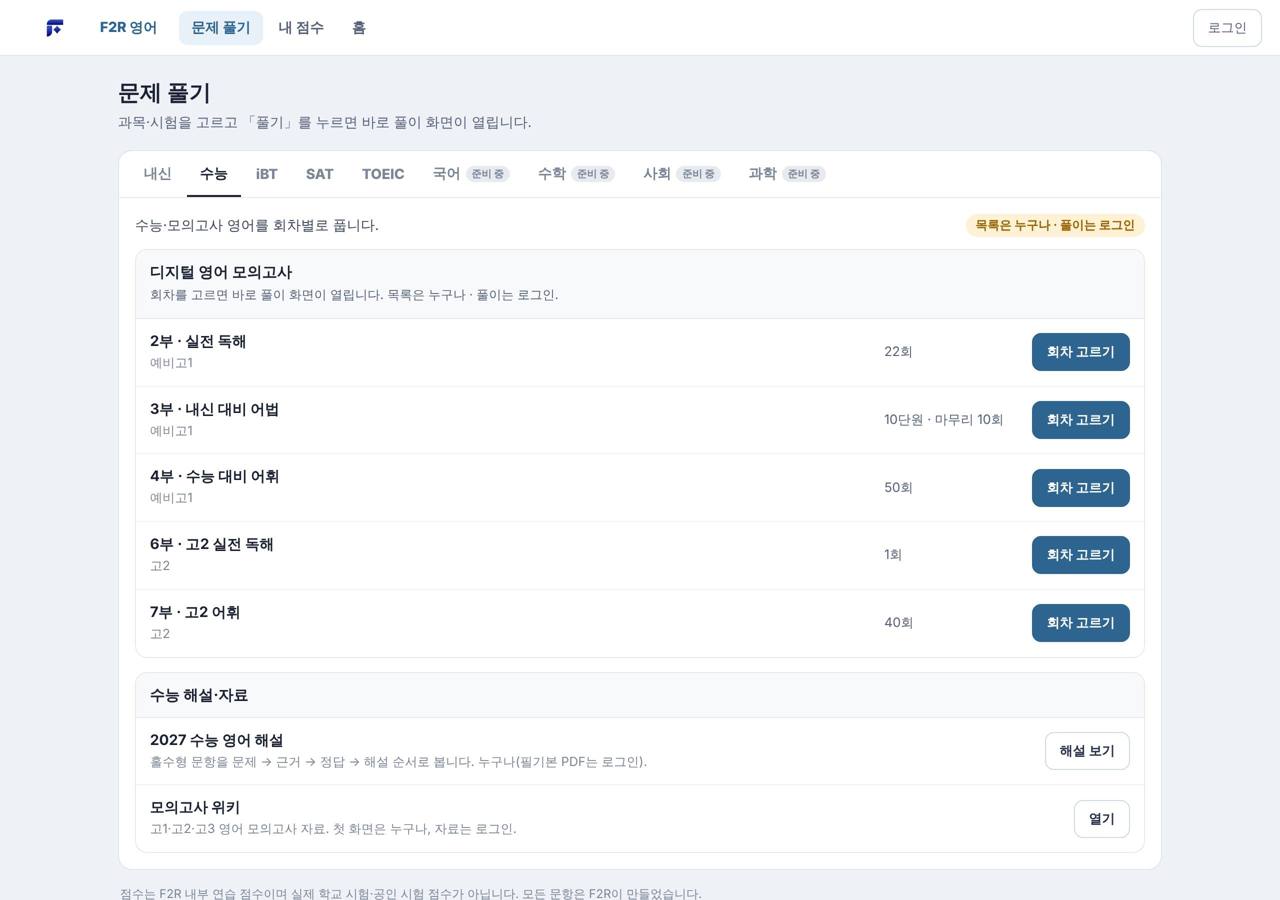 F2R 영어
문제 풀기
내 점수
홈
로그인
문제 풀기
과목·시험을 고르고 「풀기」를 누르면 바로 풀이 화면이 열립니다.
내신
수능
iBT
SAT
TOEIC
국어 준비 중
수학 준비 중
사회 준비 중
과학 준비 중
수능·모의고사 영어를 회차별로 풉니다.
목록은 누구나 · 풀이는 로그인
디지털 영어 모의고사
회차를 고르면 바로 풀이 화면이 열립니다. 목록은 누구나 · 풀이는 로그인.
2부 · 실전 독해
예비고1
22회
회차 고르기
3부 · 내신 대비 어법
예비고1
10단원 · 마무리 10회
회차 고르기
4부 · 수능 대비 어휘
예비고1
50회
회차 고르기
6부 · 고2 실전 독해
고2
1회
회차 고르기
7부 · 고2 어휘
고2
40회
회차 고르기
수능 해설·자료
2027 수능 영어 해설
홀수형 문항을 문제 → 근거 → 정답 → 해설 순서로 봅니다. 누구나(필기본 PDF는 로그인).
해설 보기
모의고사 위키
고1·고2·고3 영어 모의고사 자료. 첫 화면은 누구나, 자료는 로그인.
열기
점수는 F2R 내부 연습 점수이며 실제 학교 시험·공인 시험 점수가 아닙니다. 모든 문항은 F2R이 만들었습니다.